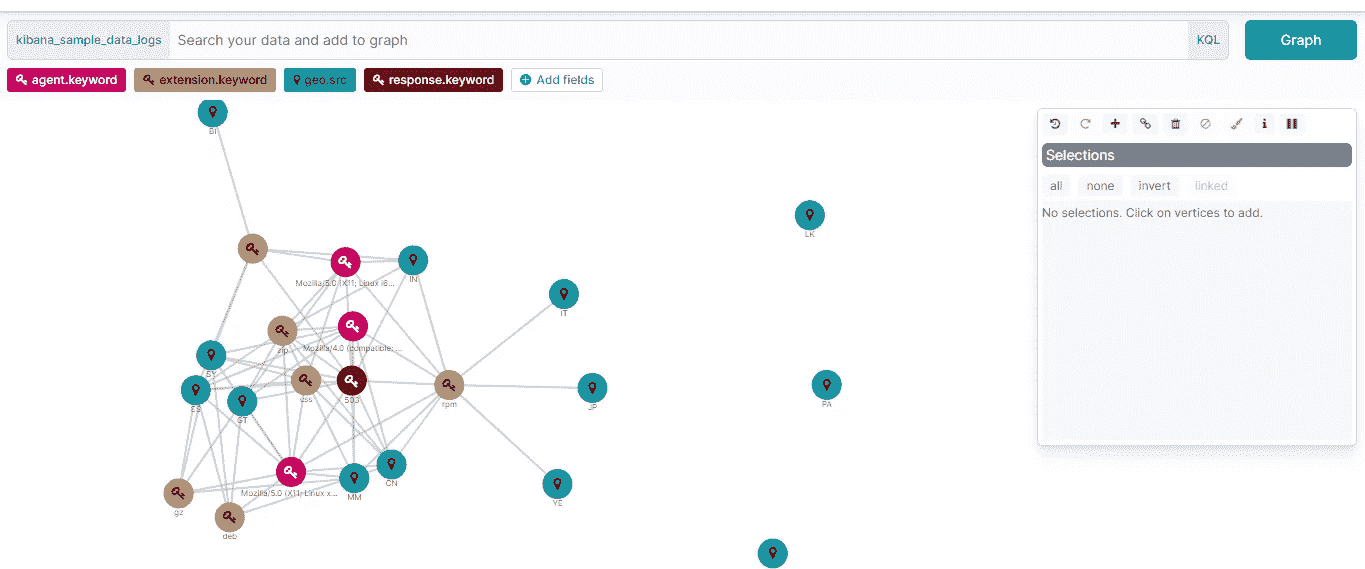 kibana_sample_data_logs Search your data and add to graph KQL Graph
agent.keyword extension.keyword geo.src response.keyword Add fields
BI
Selections
all none invert linked
No selections. Click on vertices to add.
LK
IN
Mozilla/5.0 (X11; Linux i6...
IT
Mozilla/4.0 (compatible; ...
zip
SY
css
503
rpm
PA
ES
JP
GT
CN
Mozilla/5.0 (X11; Linux x...
MM
YE
gz
deb